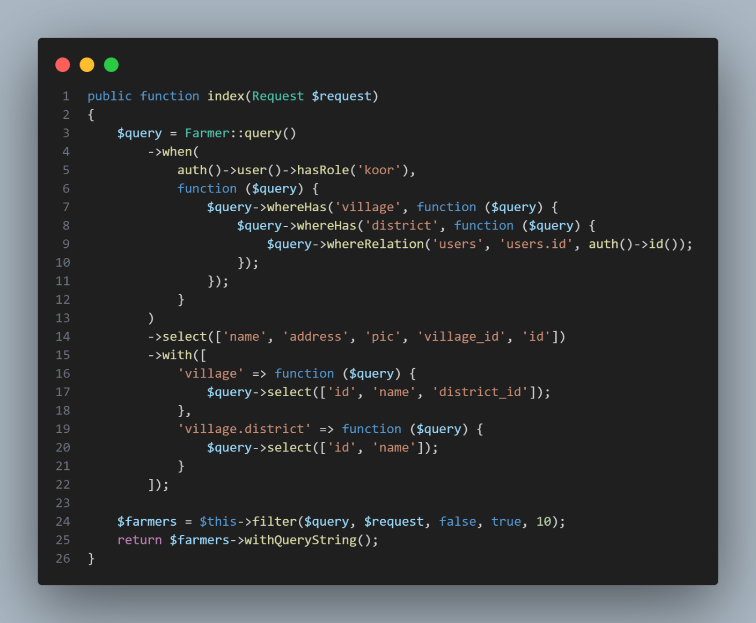 1 public function index(Request $request)
2 {
3     $query = Farmer::query()
4         ->when(
5             auth()->user()->hasRole('koor'),
6             function ($query) {
7                 $query->whereHas('village', function ($query) {
8                     $query->whereHas('district', function ($query) {
9                         $query->whereRelation('users', 'users.id', auth()->id());
10                     });
11                 });
12             }
13         )
14         ->select(['name', 'address', 'pic', 'village_id', 'id'])
15         ->with([
16             'village' => function ($query) {
17                 $query->select(['id', 'name', 'district_id']);
18             },
19             'village.district' => function ($query) {
20                 $query->select(['id', 'name']);
21             }
22         ]);
23
24     $farmers = $this->filter($query, $request, false, true, 10);
25     return $farmers->withQueryString();
26 }